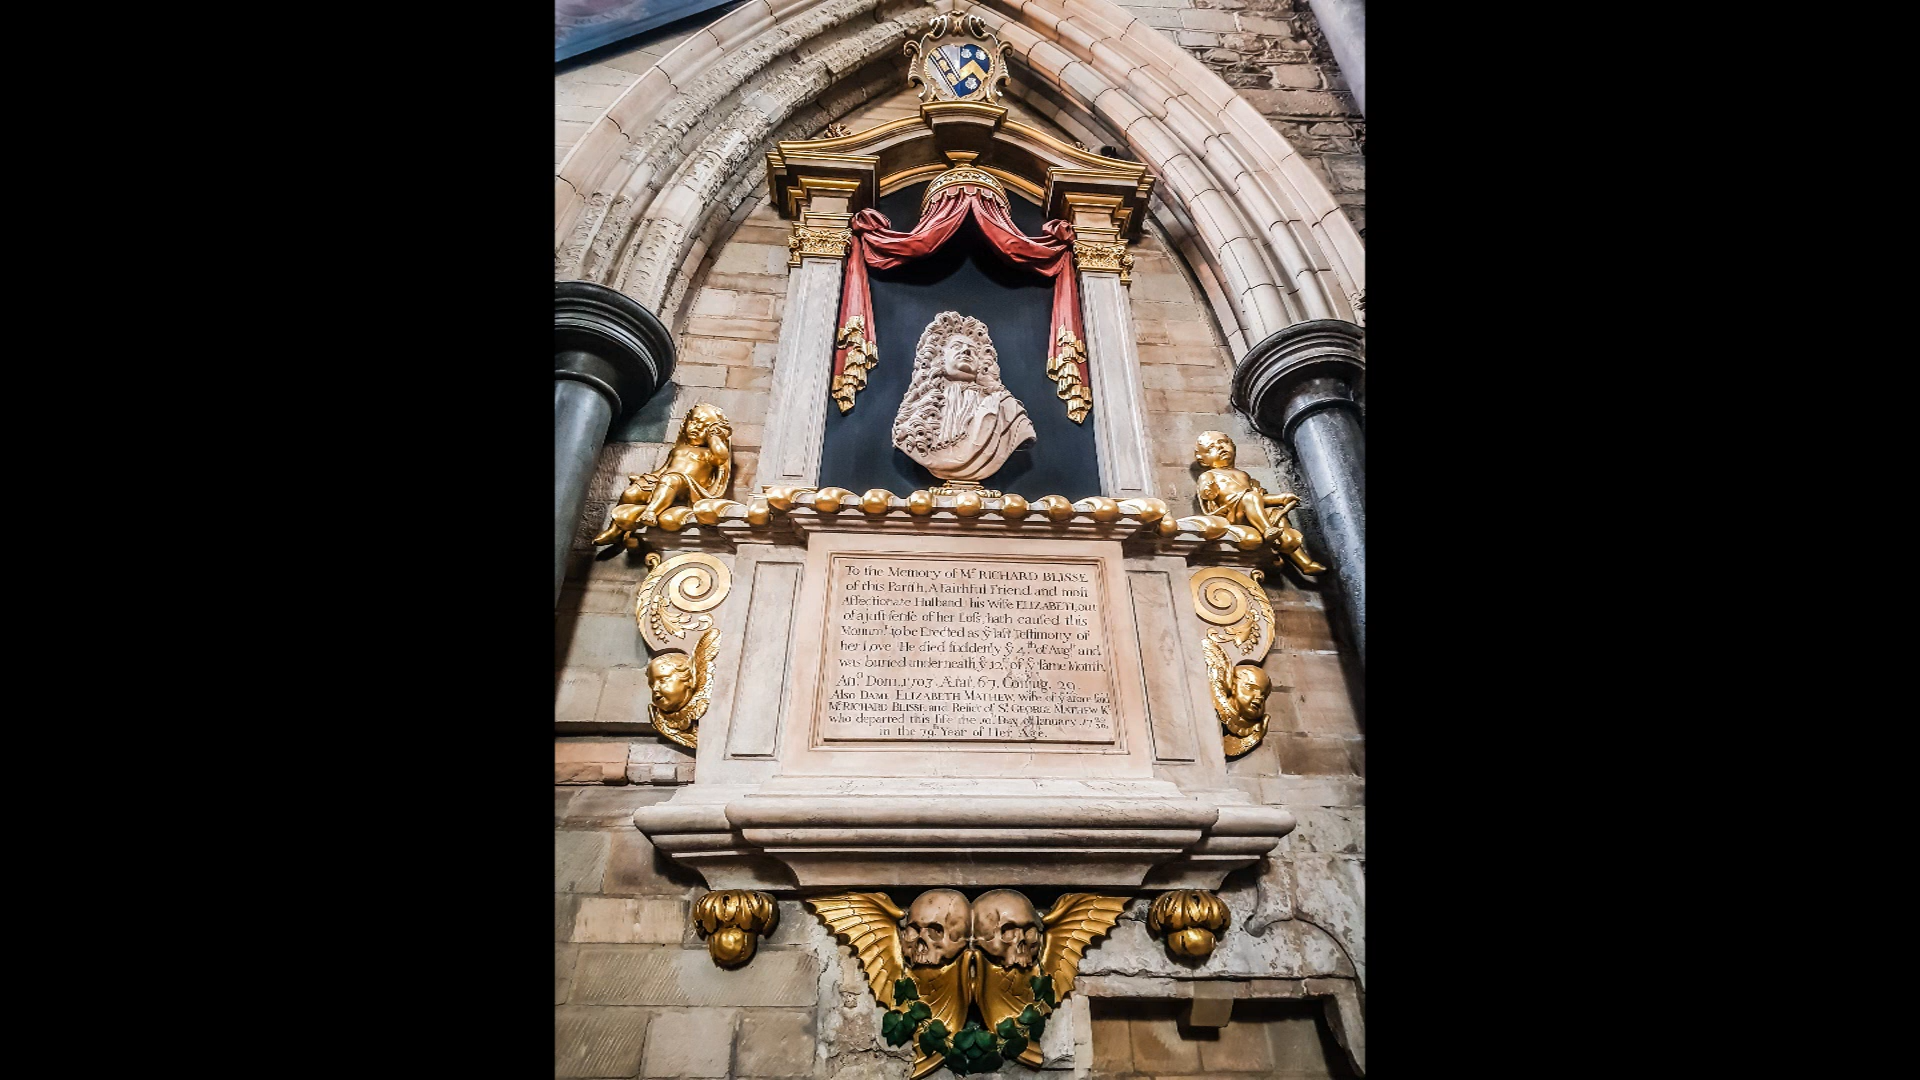 To the Memory of Mʳ RICHARD BLISSE
of this Pariſh, A Faithful Friend, and moſt
Affectionate Huſband, his Wife ELIZABETH, out
of a juſt ſenſe of her Loſs, hath cauſed this
Monumᵗ to be Erected as yᵉ laſt Teſtimony of
her Love. He died ſuddenly yᵉ 4ᵗʰ of Augˢᵗ and
was buried underneath yᵉ 12ᵗʰ of yᵉ ſame Month,
Anº Dom. 1703. Ætat. 67. Conjug. 29.
Also DAME ELIZABETH MATHEW, Wife of yᵉ afore ſaid
Mʳ RICHARD BLISSE, and Relict of Sʳ GEORGE MATHEW Kᵗ
who departed this life the Day of January
in the 79ᵗʰ Year of Her Age.